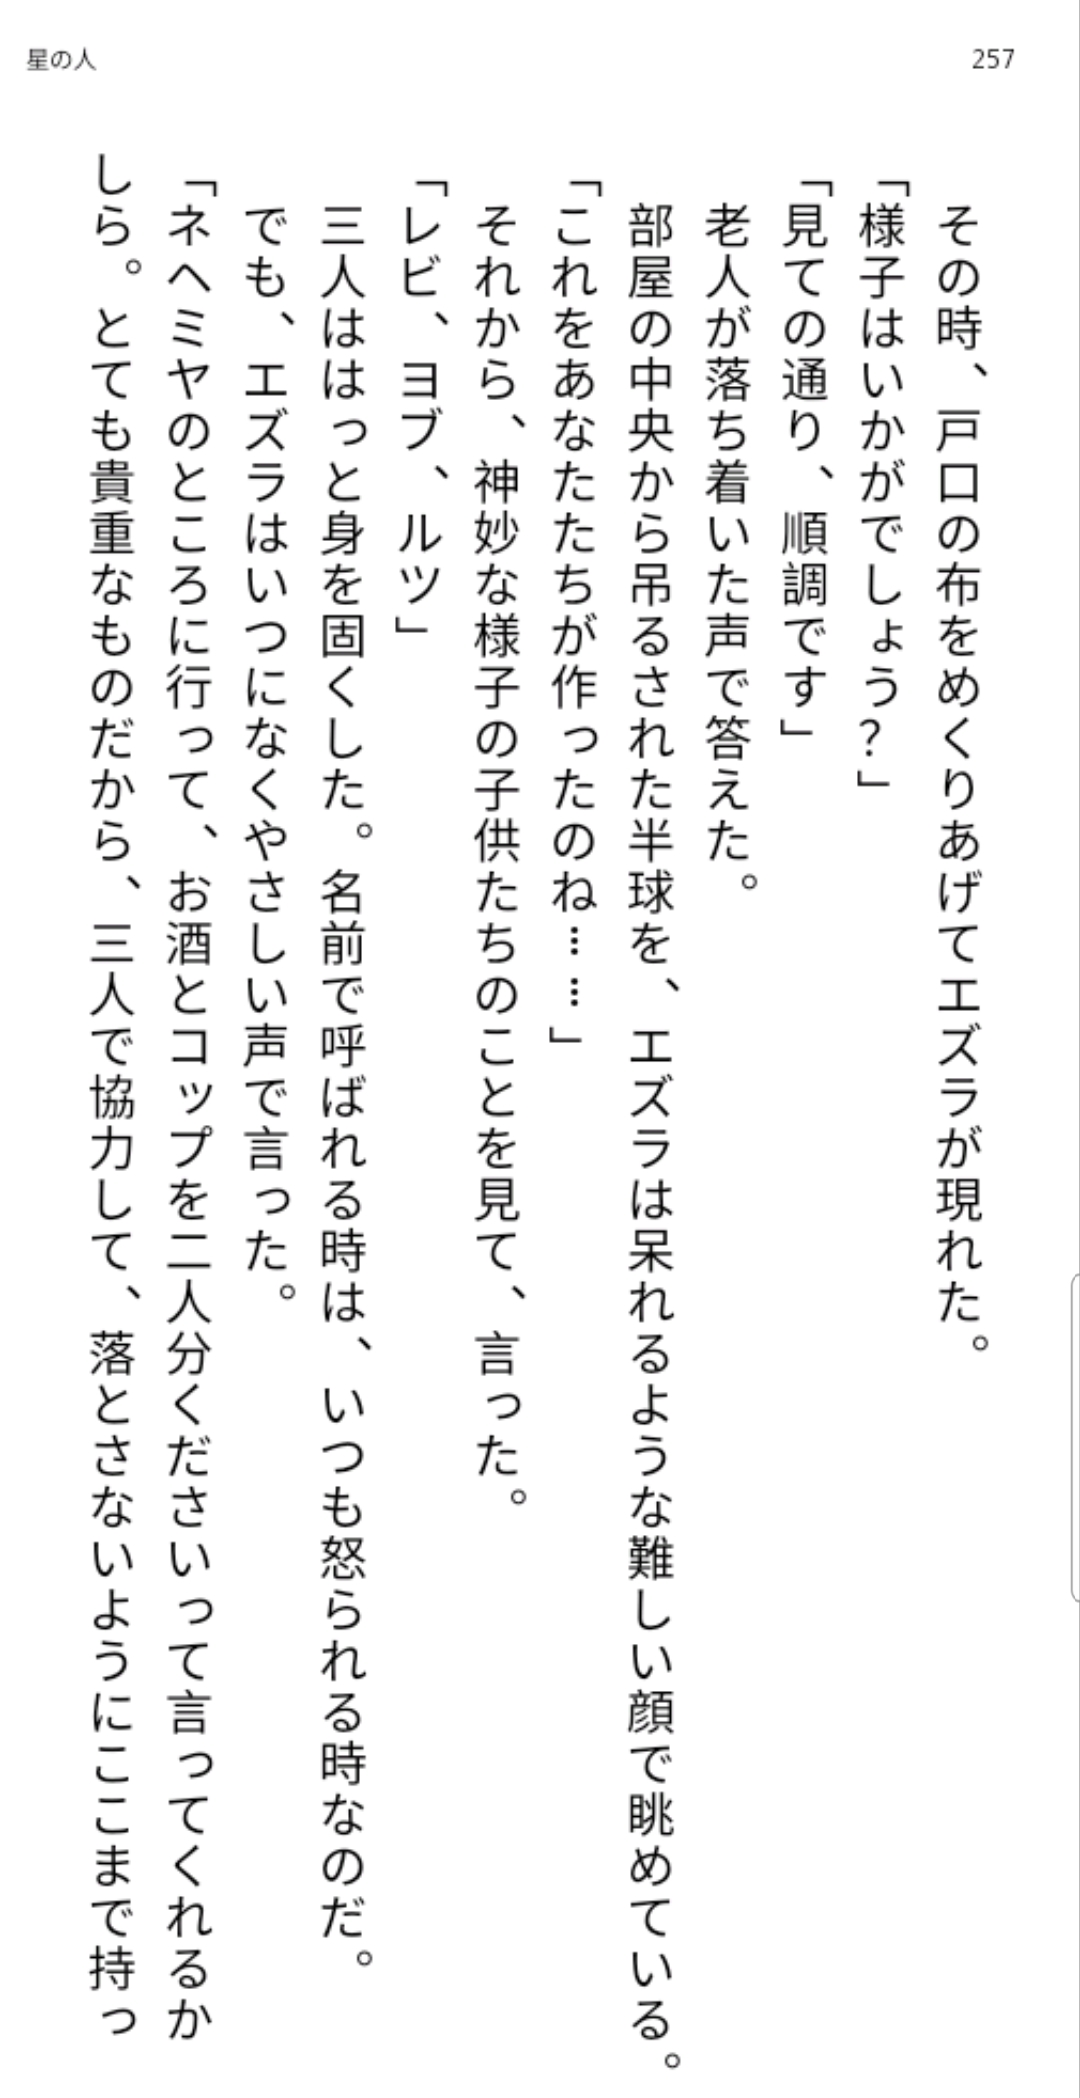 星の人
257
その時、戸口の布をめくりあげてエズラが現れた。
「様子はいかがでしょう？」
「見ての通り、順調です」
老人が落ち着いた声で答えた。
部屋の中央から吊るされた半球を、エズラは呆れるような難しい顔で眺めている。
「これをあなたたちが作ったのね……」
それから、神妙な様子の子供たちのことを見て、言った。
「レビ、ヨブ、ルツ」
三人ははっと身を固くした。名前で呼ばれる時は、いつも怒られる時なのだ。
でも、エズラはいつになくやさしい声で言った。
「ネヘミヤのところに行って、お酒とコップを二人分くださいって言ってくれるか
しら。とても貴重なものだから、三人で協力して、落とさないようにここまで持っ